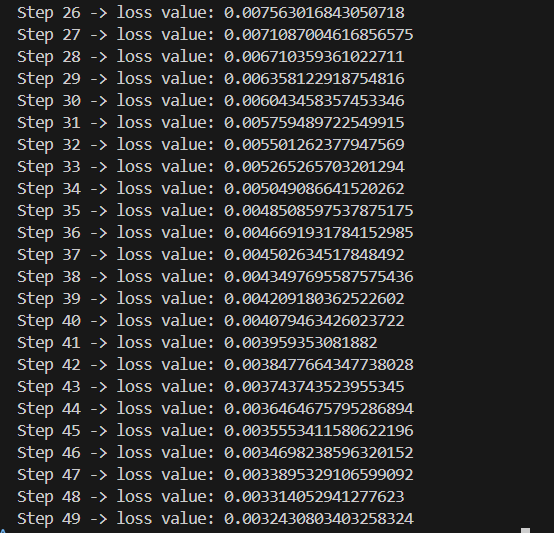 Step 26 -> loss value: 0.007563016843050718
Step 27 -> loss value: 0.0071087004616856575
Step 28 -> loss value: 0.006710359361022711
Step 29 -> loss value: 0.006358122918754816
Step 30 -> loss value: 0.006043458357453346
Step 31 -> loss value: 0.005759489722549915
Step 32 -> loss value: 0.005501262377947569
Step 33 -> loss value: 0.005265265703201294
Step 34 -> loss value: 0.005049086641520262
Step 35 -> loss value: 0.0048508597537875175
Step 36 -> loss value: 0.0046691931784152985
Step 37 -> loss value: 0.004502634517848492
Step 38 -> loss value: 0.0043497695587575436
Step 39 -> loss value: 0.004209180362522602
Step 40 -> loss value: 0.004079463426023722
Step 41 -> loss value: 0.003959353081882
Step 42 -> loss value: 0.0038477664347738028
Step 43 -> loss value: 0.003743743523955345
Step 44 -> loss value: 0.0036464675795286894
Step 45 -> loss value: 0.0035553411580622196
Step 46 -> loss value: 0.0034698238596320152
Step 47 -> loss value: 0.0033895329106599092
Step 48 -> loss value: 0.003314052941277623
Step 49 -> loss value: 0.0032430803403258324